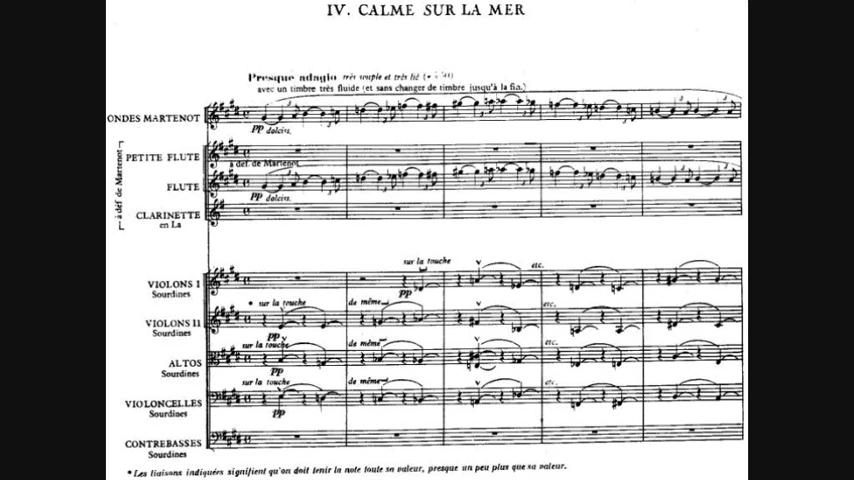 IV. CALME SUR LA MER
Presque adagio très souple et très lié
avec un timbre très fluide (et sans changer de timbre jusqu'à la fin.)
ONDES MARTENOT
pp dolciss.
à déf. de Martenot
PETITE FLUTE
à déf. de Martenot
FLUTE
pp dolciss.
CLARINETTE
en La
sur la touche
etc.
VIOLONS I
Sourdines
pp
* sur la touche
de même
etc.
VIOLONS II
Sourdines
pp
sur la touche
de même
etc.
ALTOS
Sourdines
pp
sur la touche
de même
etc.
VIOLONCELLES
Sourdines
pp
CONTREBASSES
Sourdines
* Les liaisons indiquées signifient qu'on doit tenir la note toute sa valeur, presque un peu plus que sa valeur.